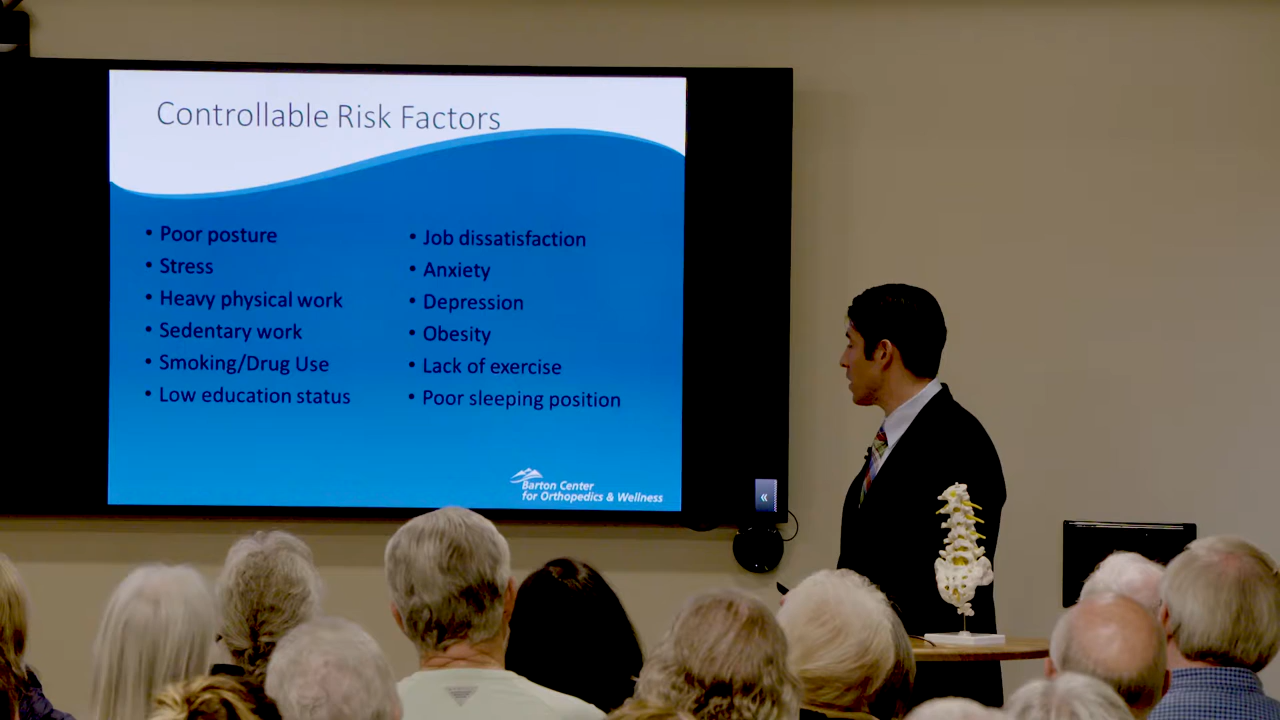 Controllable Risk Factors
• Poor posture
• Stress
• Heavy physical work
• Sedentary work
• Smoking/Drug Use
• Low education status
• Job dissatisfaction
• Anxiety
• Depression
• Obesity
• Lack of exercise
• Poor sleeping position
Barton Center
for Orthopedics & Wellness
«